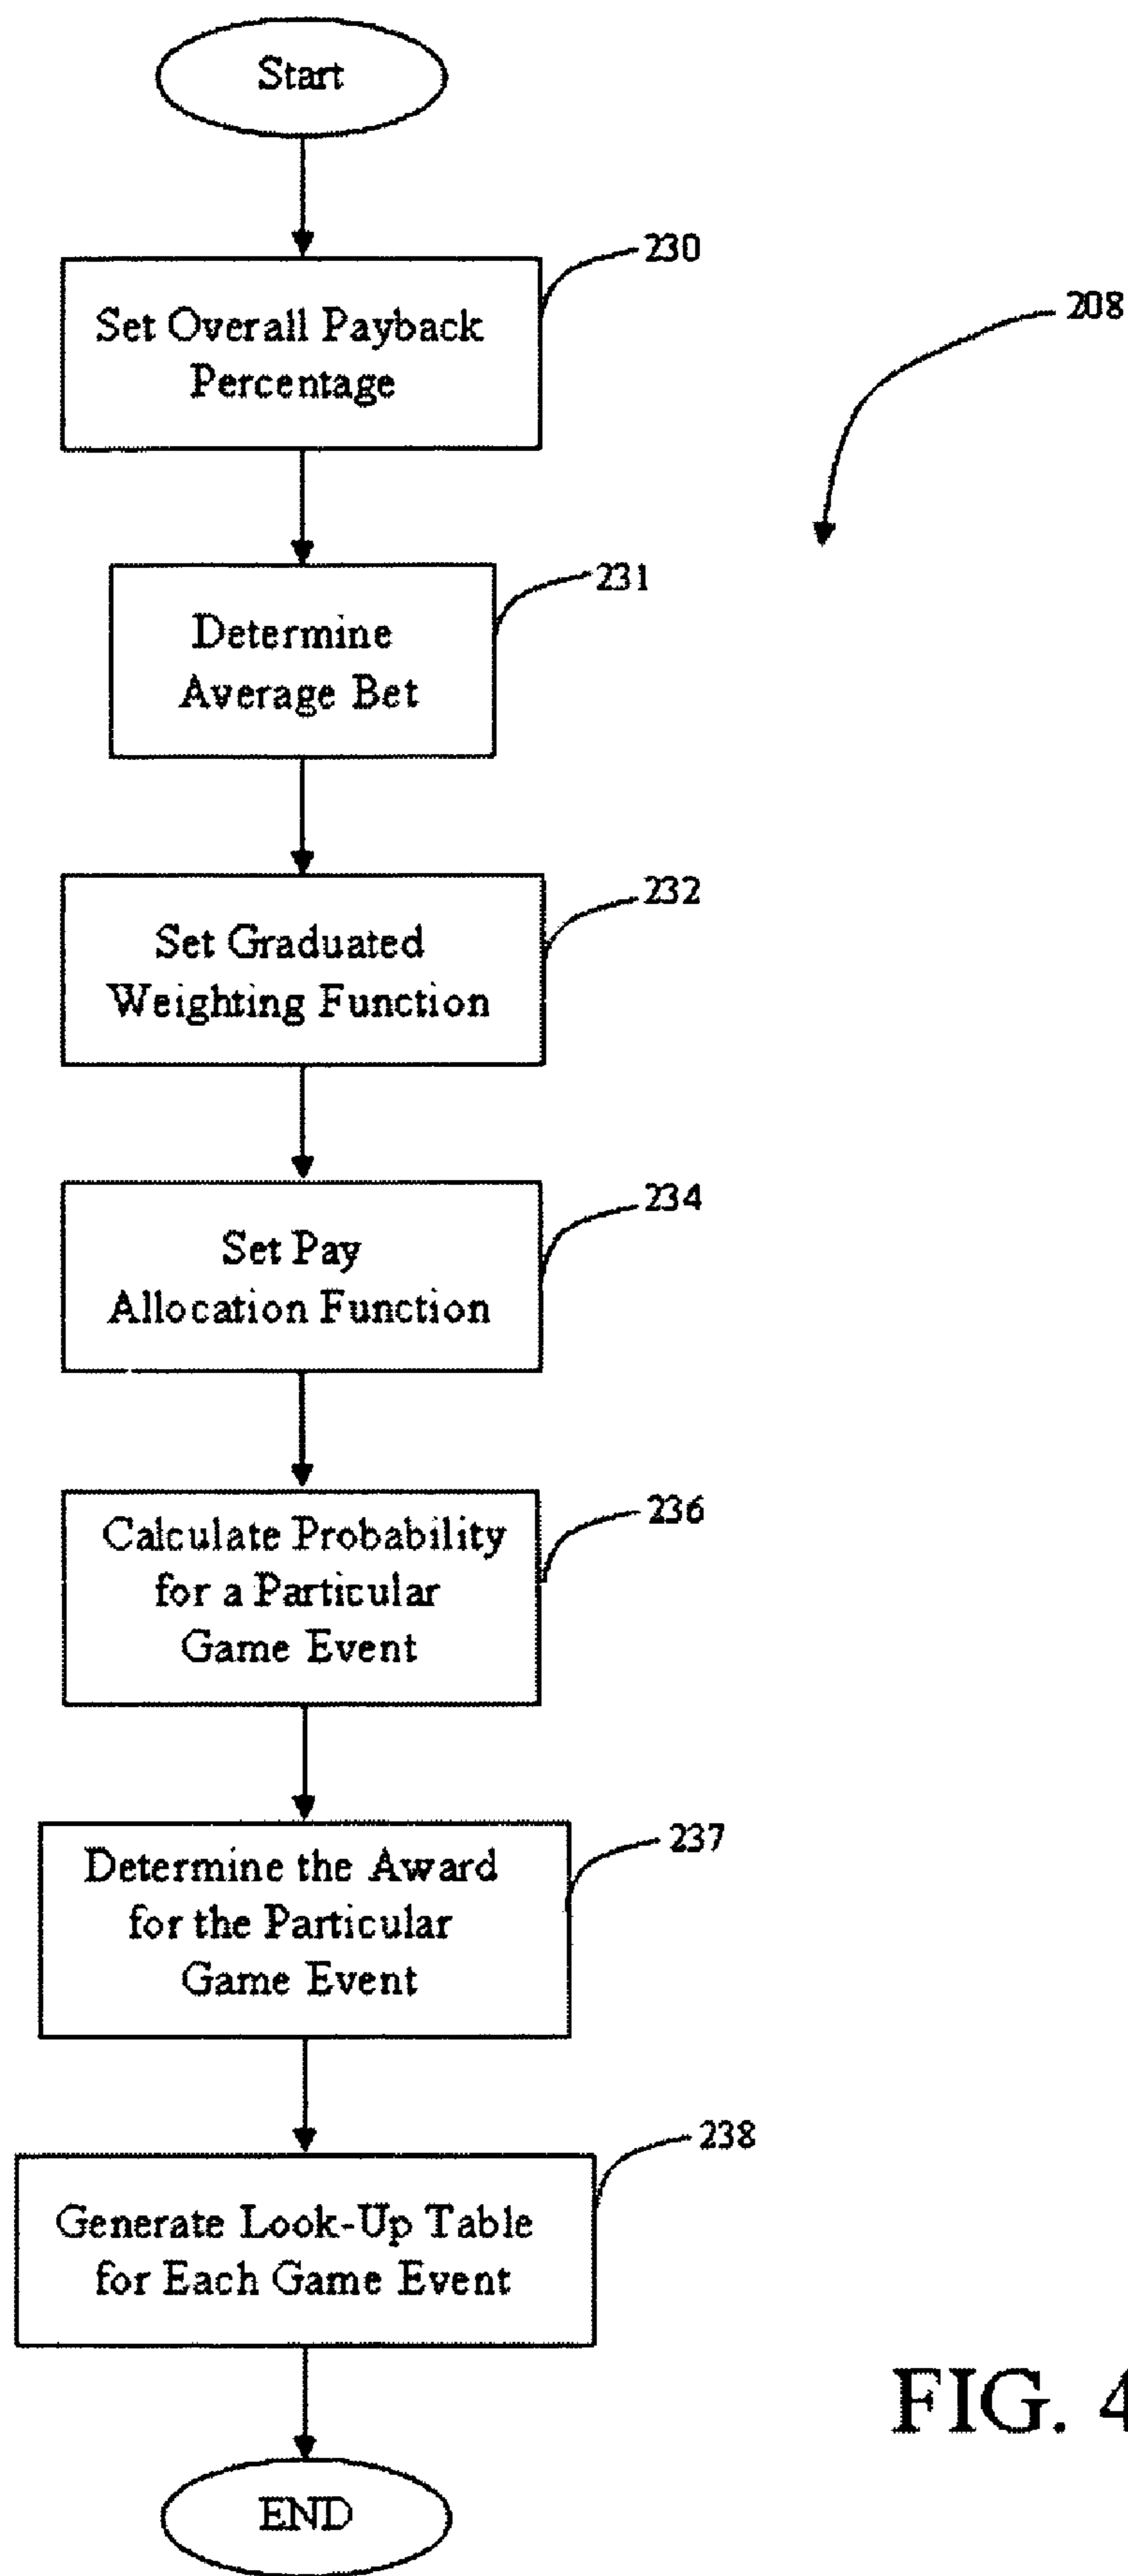 Start
230
Set Overall Payback
Percentage
208
231
Determine
Average Bet
232
Set Graduated
Weighting Function
234
Set Pay
Allocation Function
236
Calculate Probability
for a Particular
Game Event
237
Determine the Award
for the Particular
Game Event
238
Generate Look-Up Table
for Each Game Event
FIG. 4
END